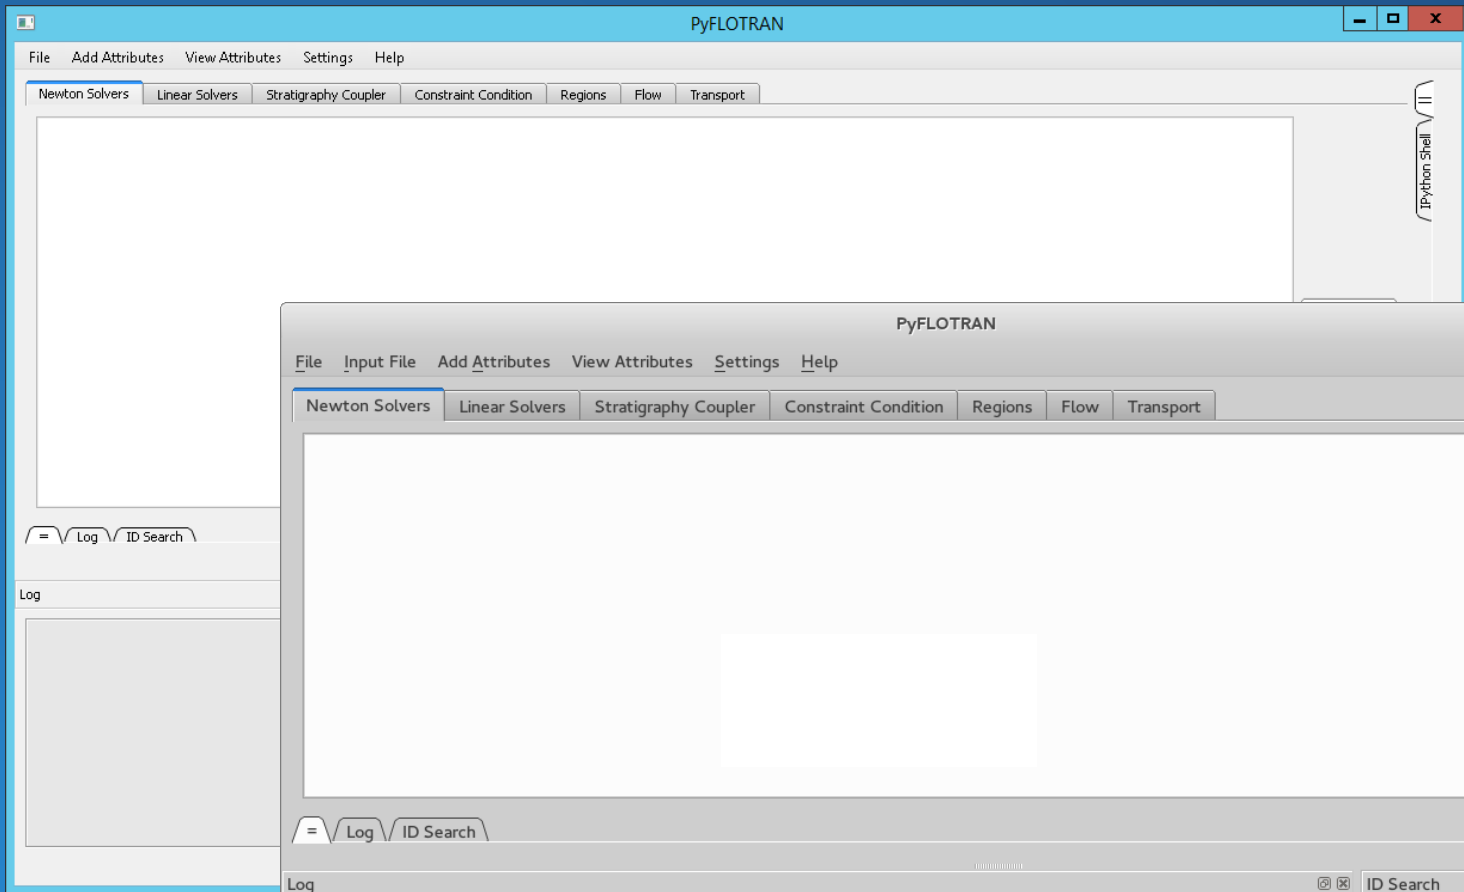 PyFLOTRAN
File Add Attributes View Attributes Settings Help
Newton Solvers Linear Solvers Stratigraphy Coupler Constraint Condition Regions Flow Transport
IPython Shell
= Log ID Search
Log
PyFLOTRAN
File Input File Add Attributes View Attributes Settings Help
Newton Solvers Linear Solvers Stratigraphy Coupler Constraint Condition Regions Flow Transport
= Log ID Search
Log ID Search